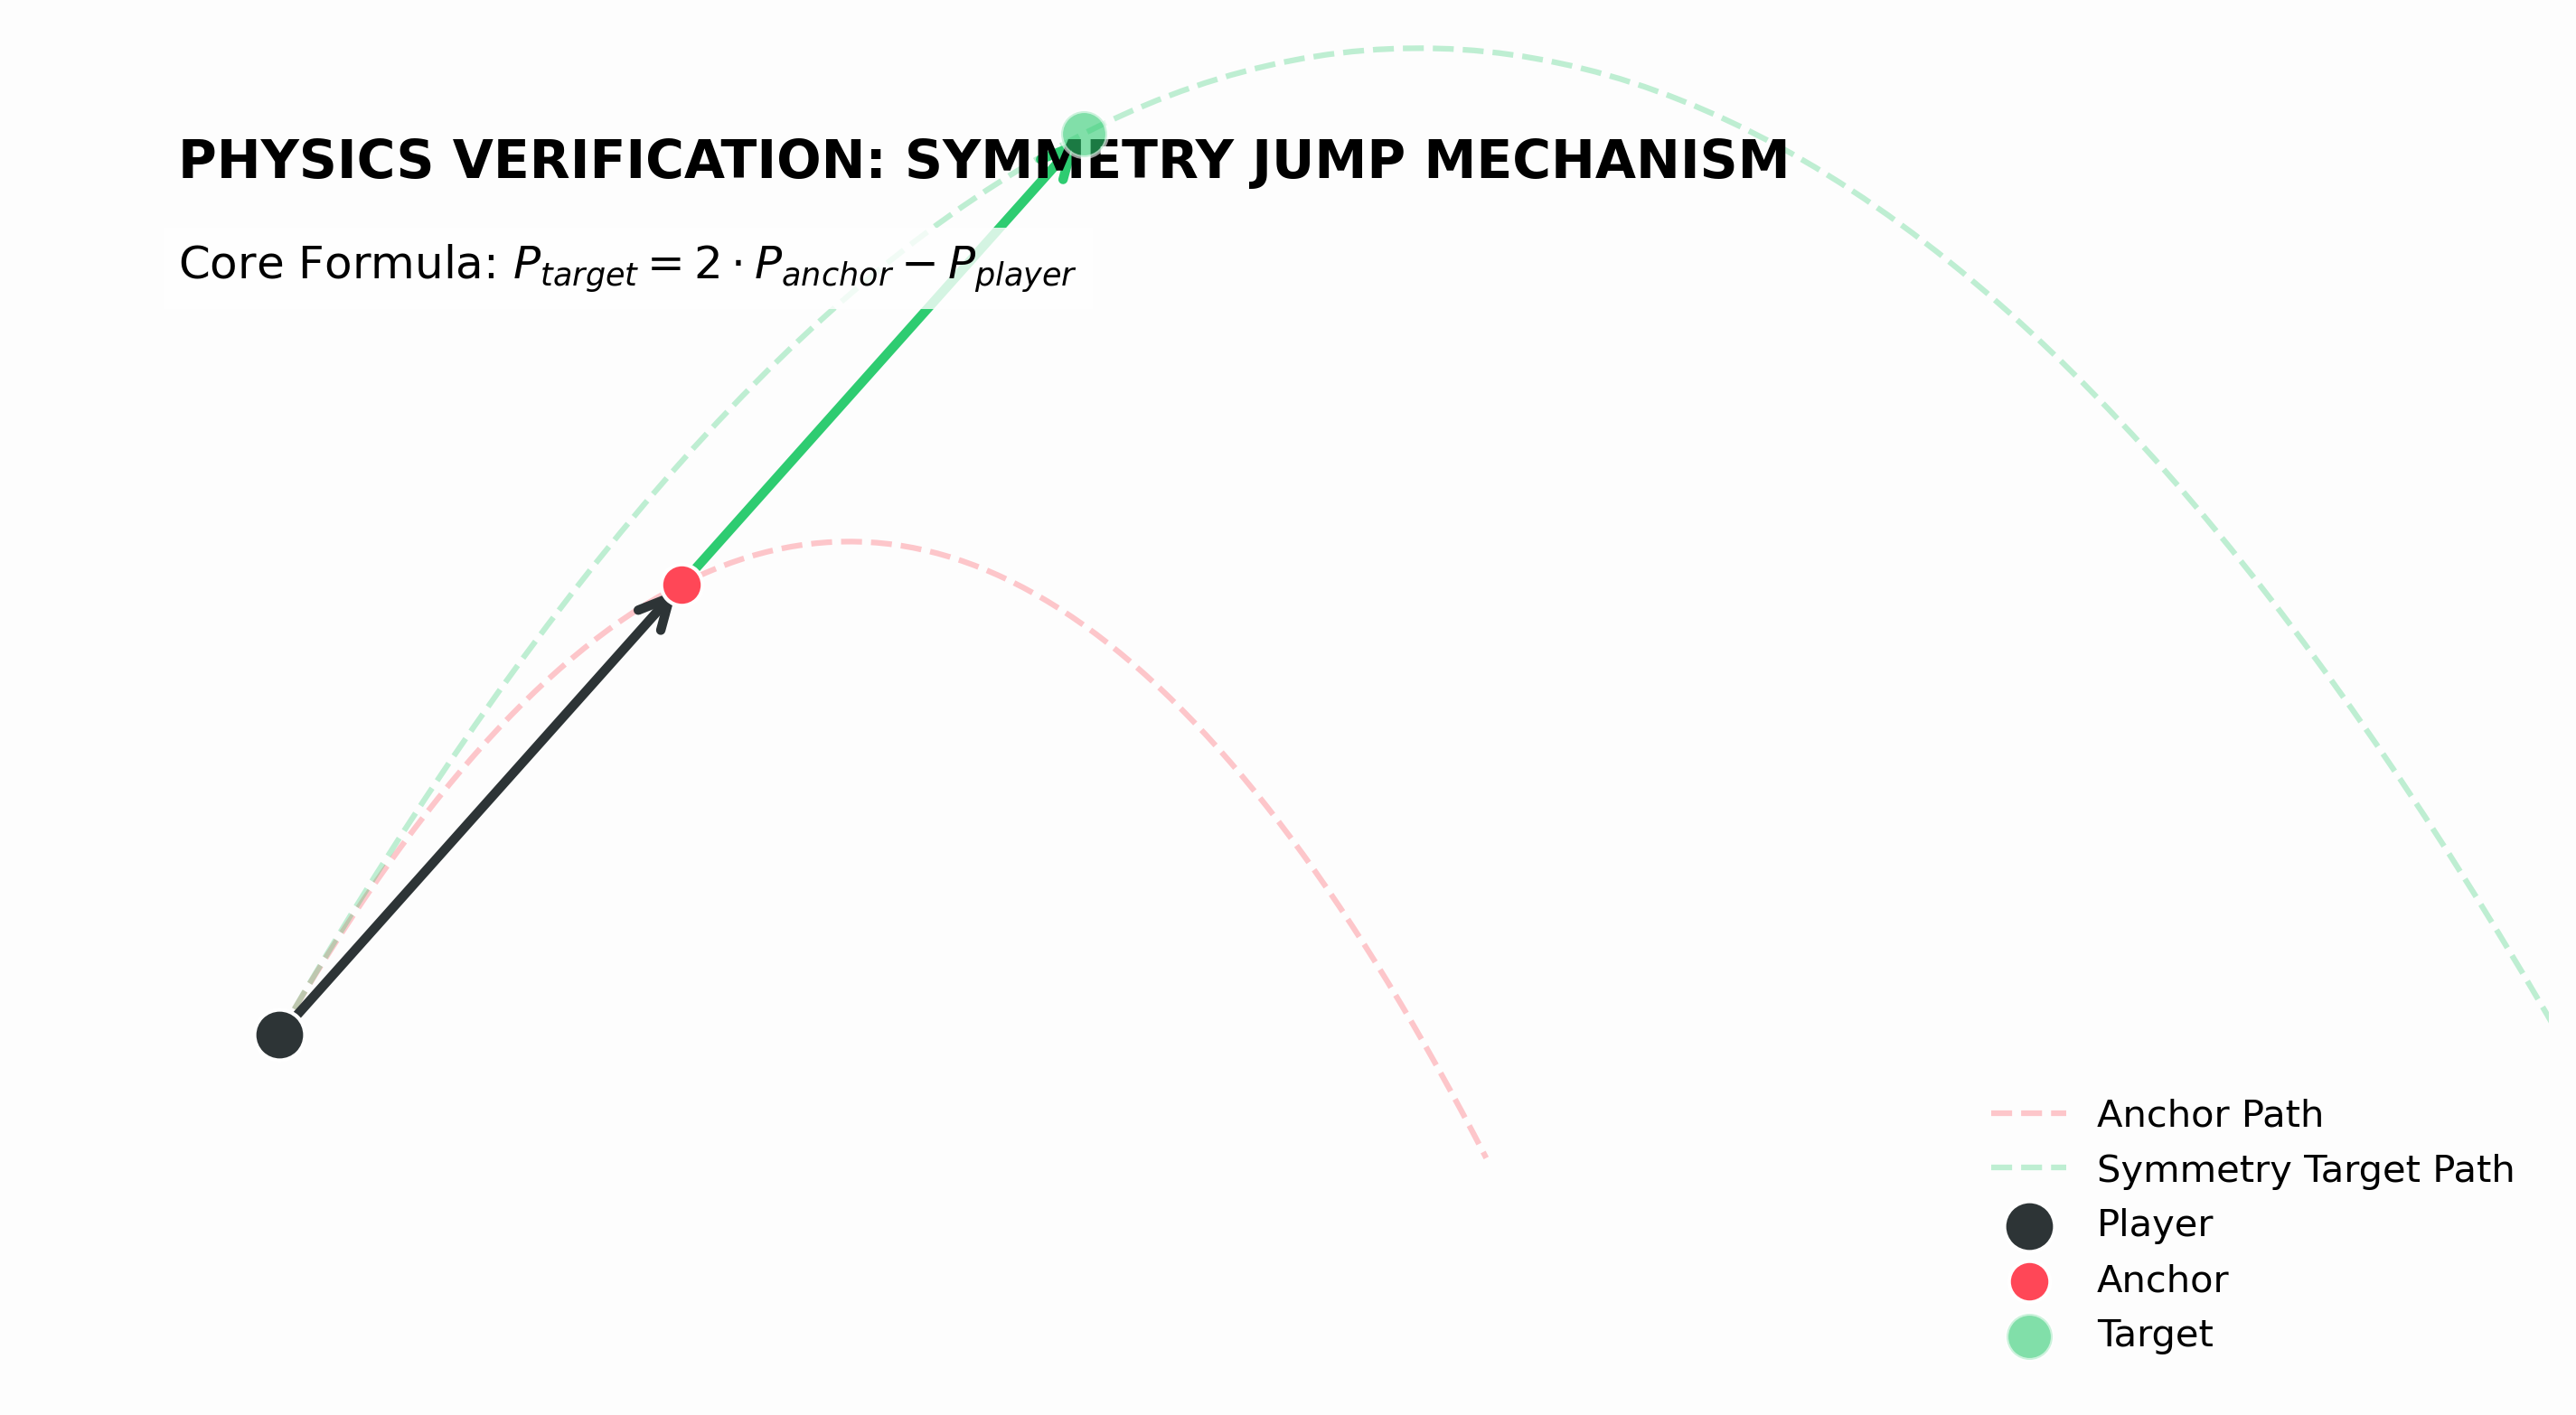 PHYSICS VERIFICATION: SYMMETRY JUMP MECHANISM
Core Formula: P_target = 2 · P_anchor − P_player
Anchor Path
Symmetry Target Path
Player
Anchor
Target